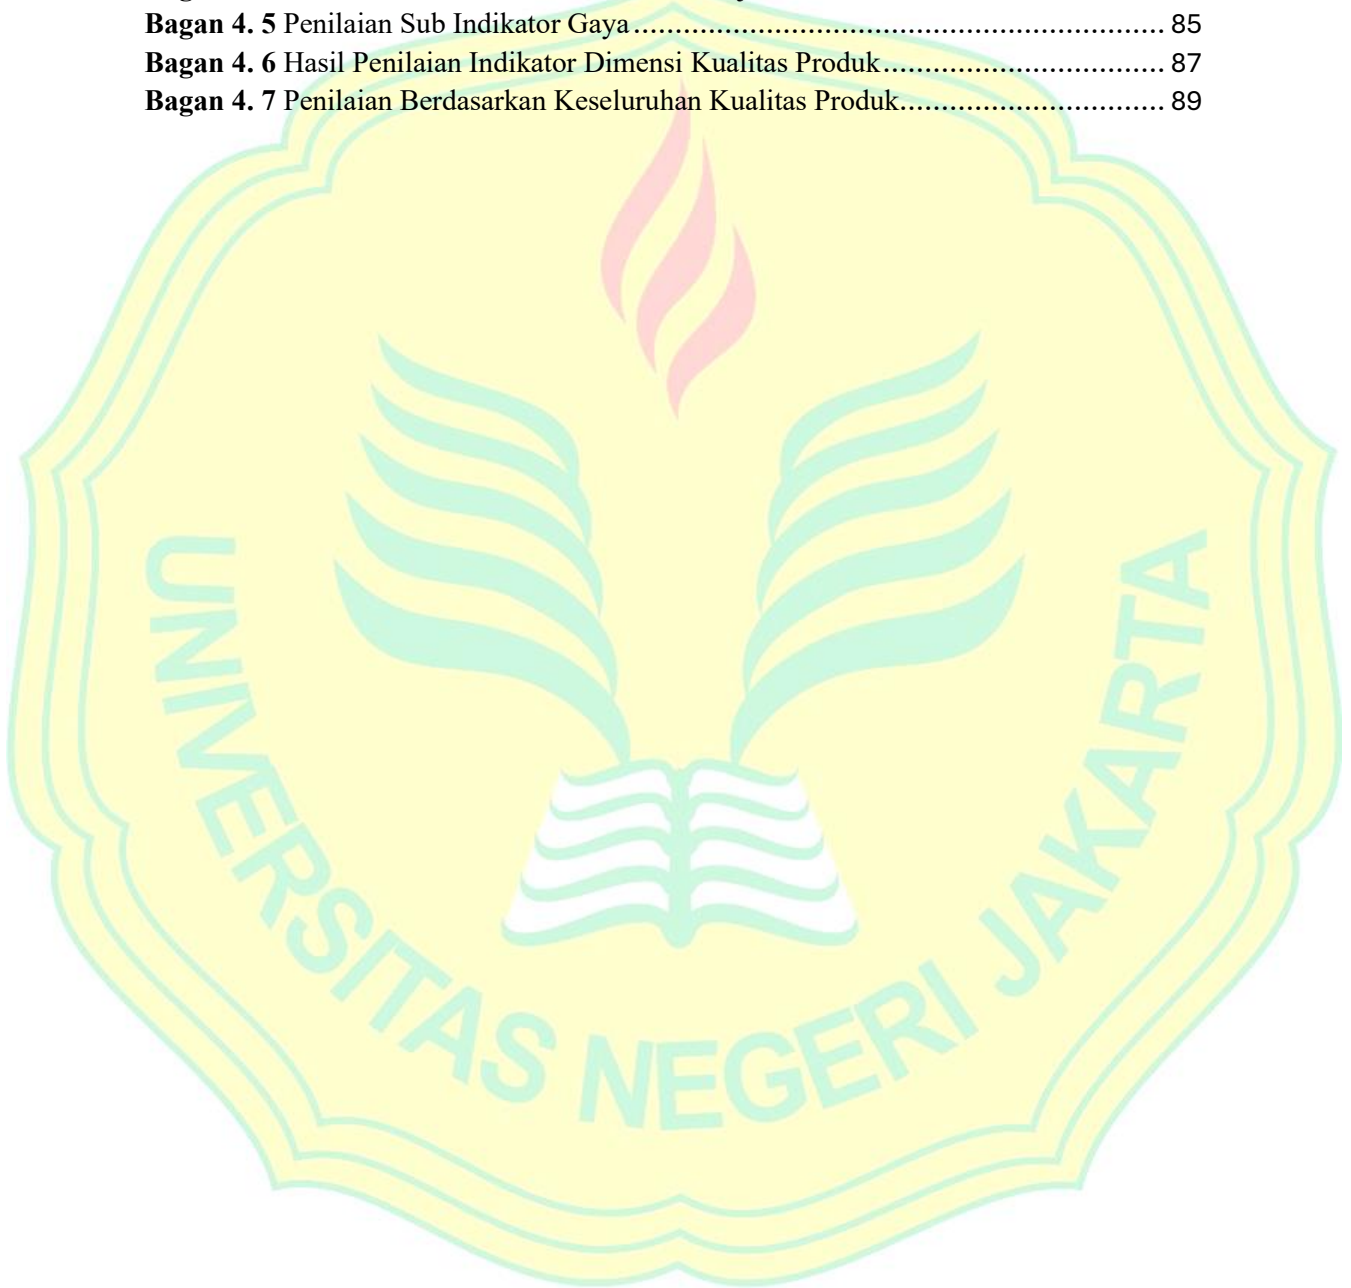 Bagan 4. 5 Penilaian Sub Indikator Gaya.................................................................. 85
Bagan 4. 6 Hasil Penilaian Indikator Dimensi Kualitas Produk.................................. 87
Bagan 4. 7 Penilaian Berdasarkan Keseluruhan Kualitas Produk................................ 89
UNIVERSITAS NEGERI JAKARTA